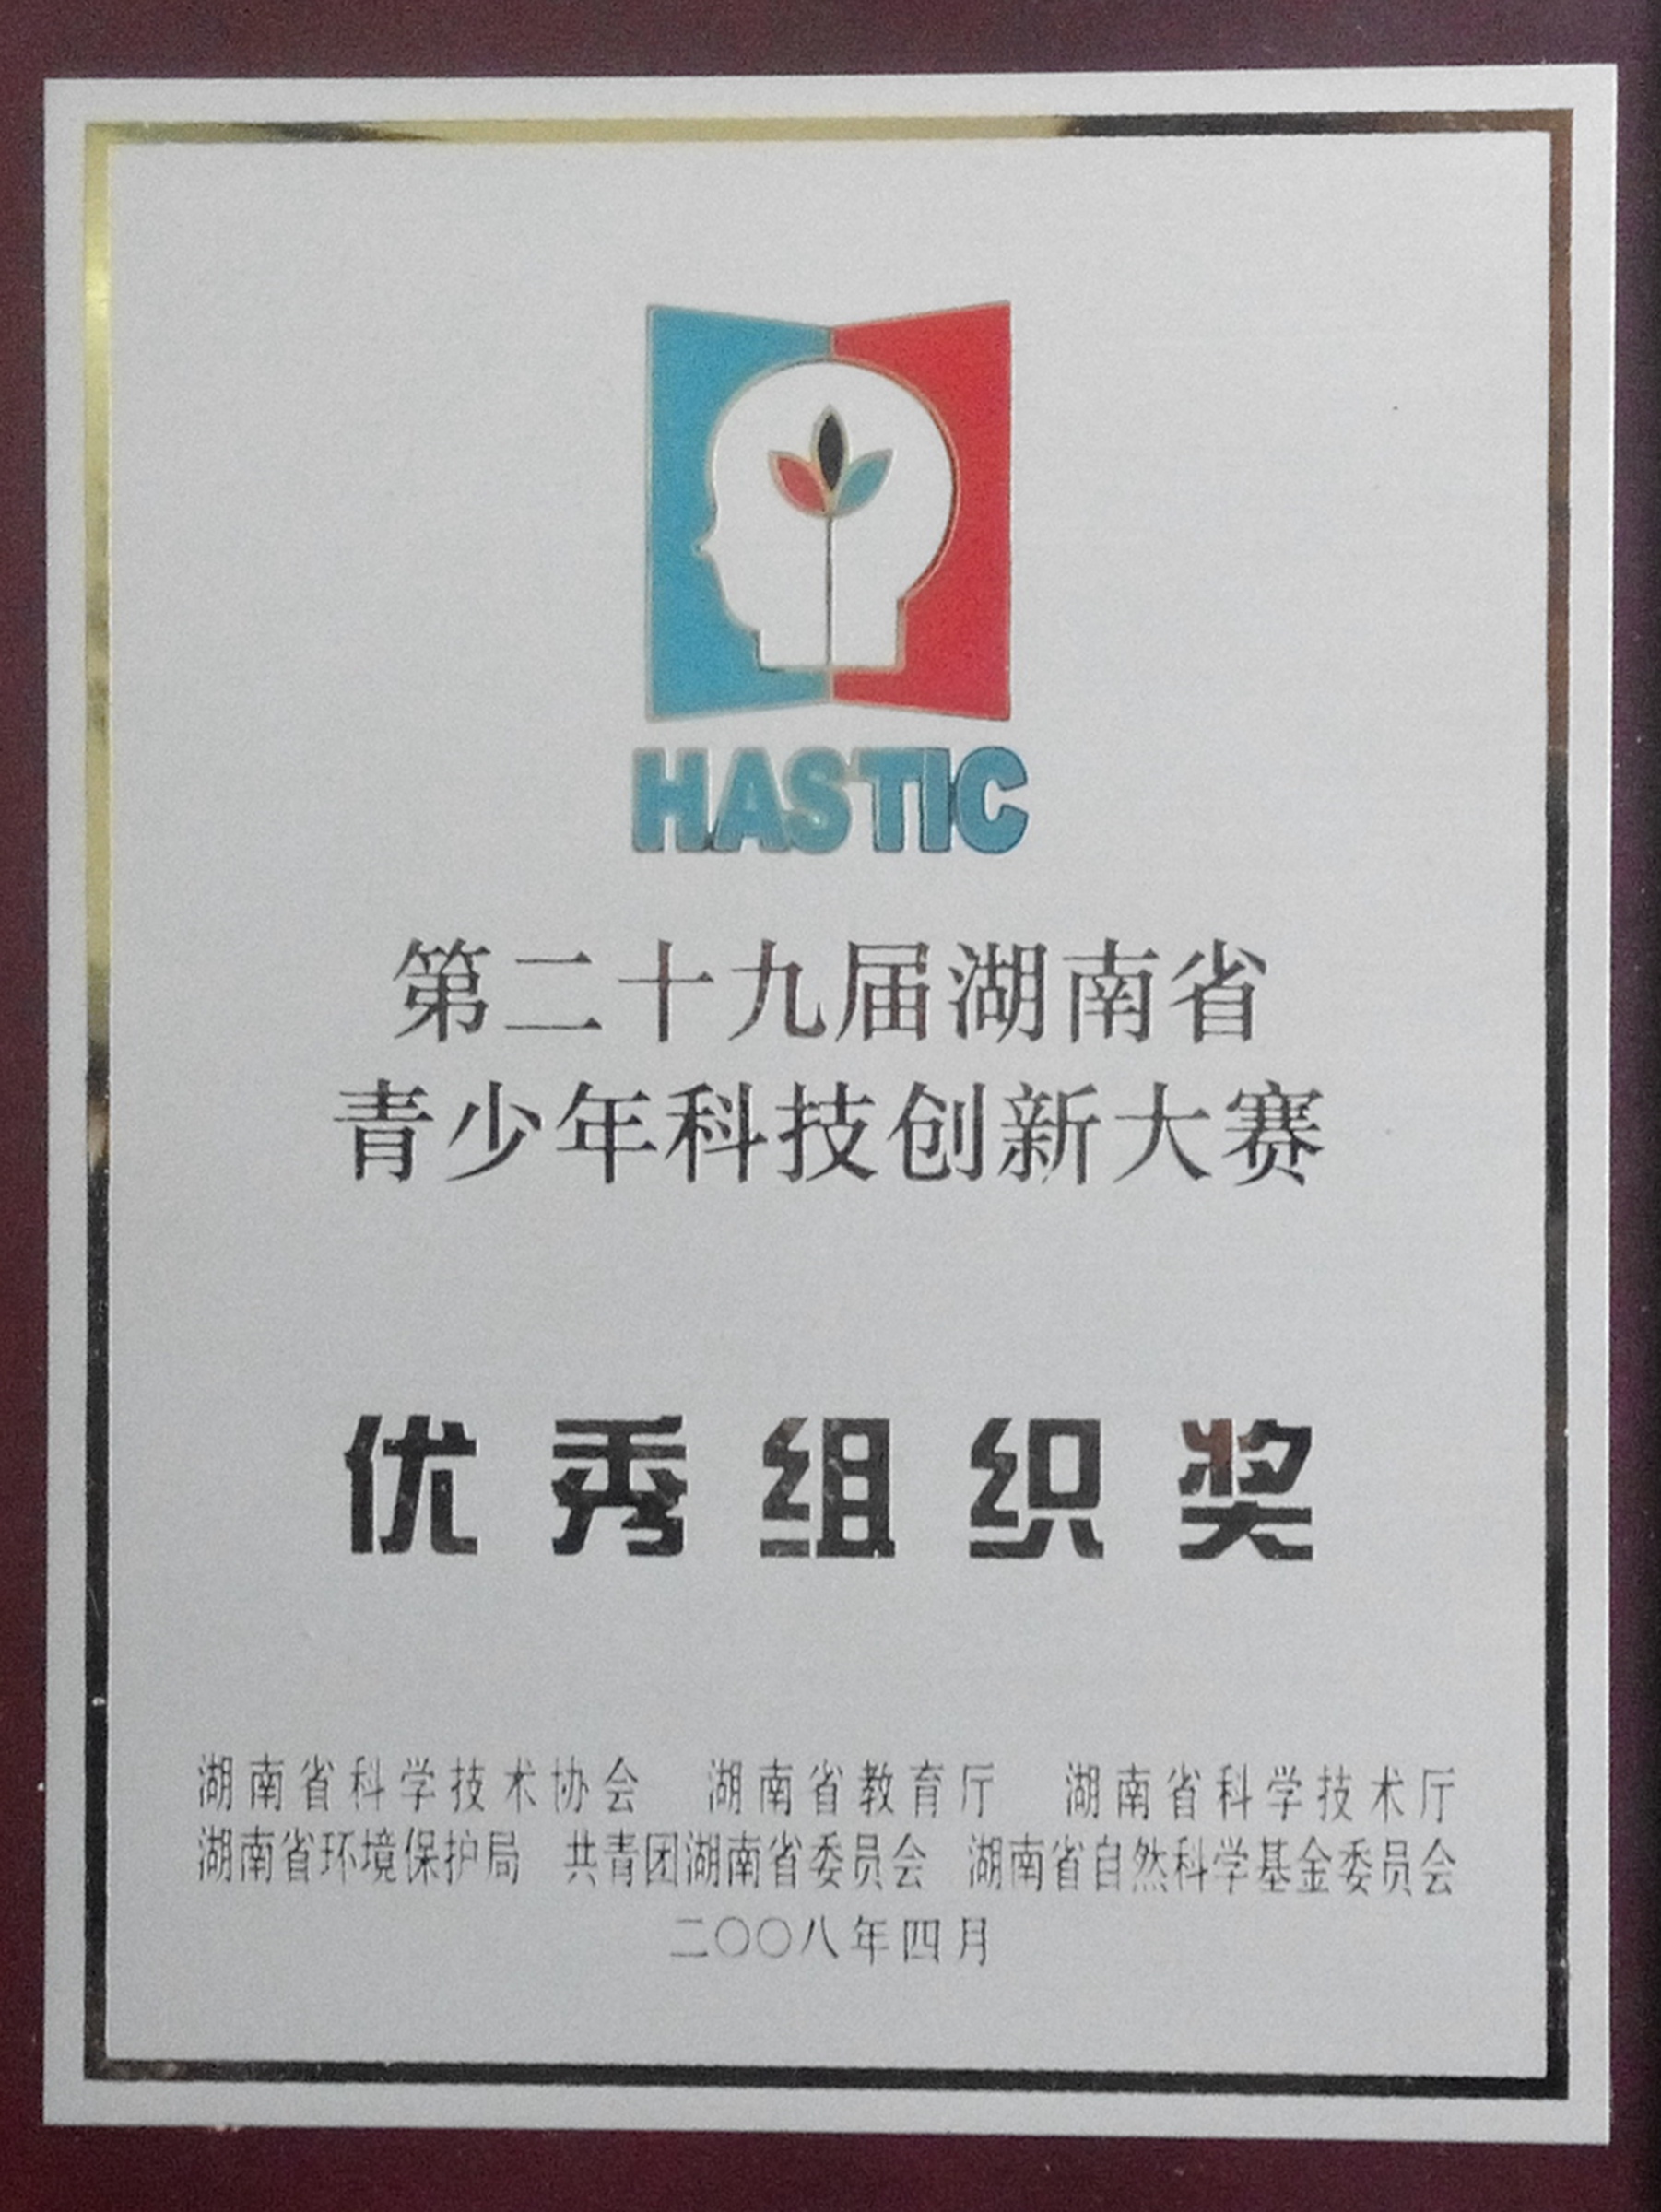 HASTIC
第二十九届湖南省
青少年科技创新大赛
优秀组织奖
湖南省科学技术协会 湖南省教育厅 湖南省科学技术厅
湖南省环境保护局 共青团湖南省委员会 湖南省自然科学基金委员会
二〇〇八年四月